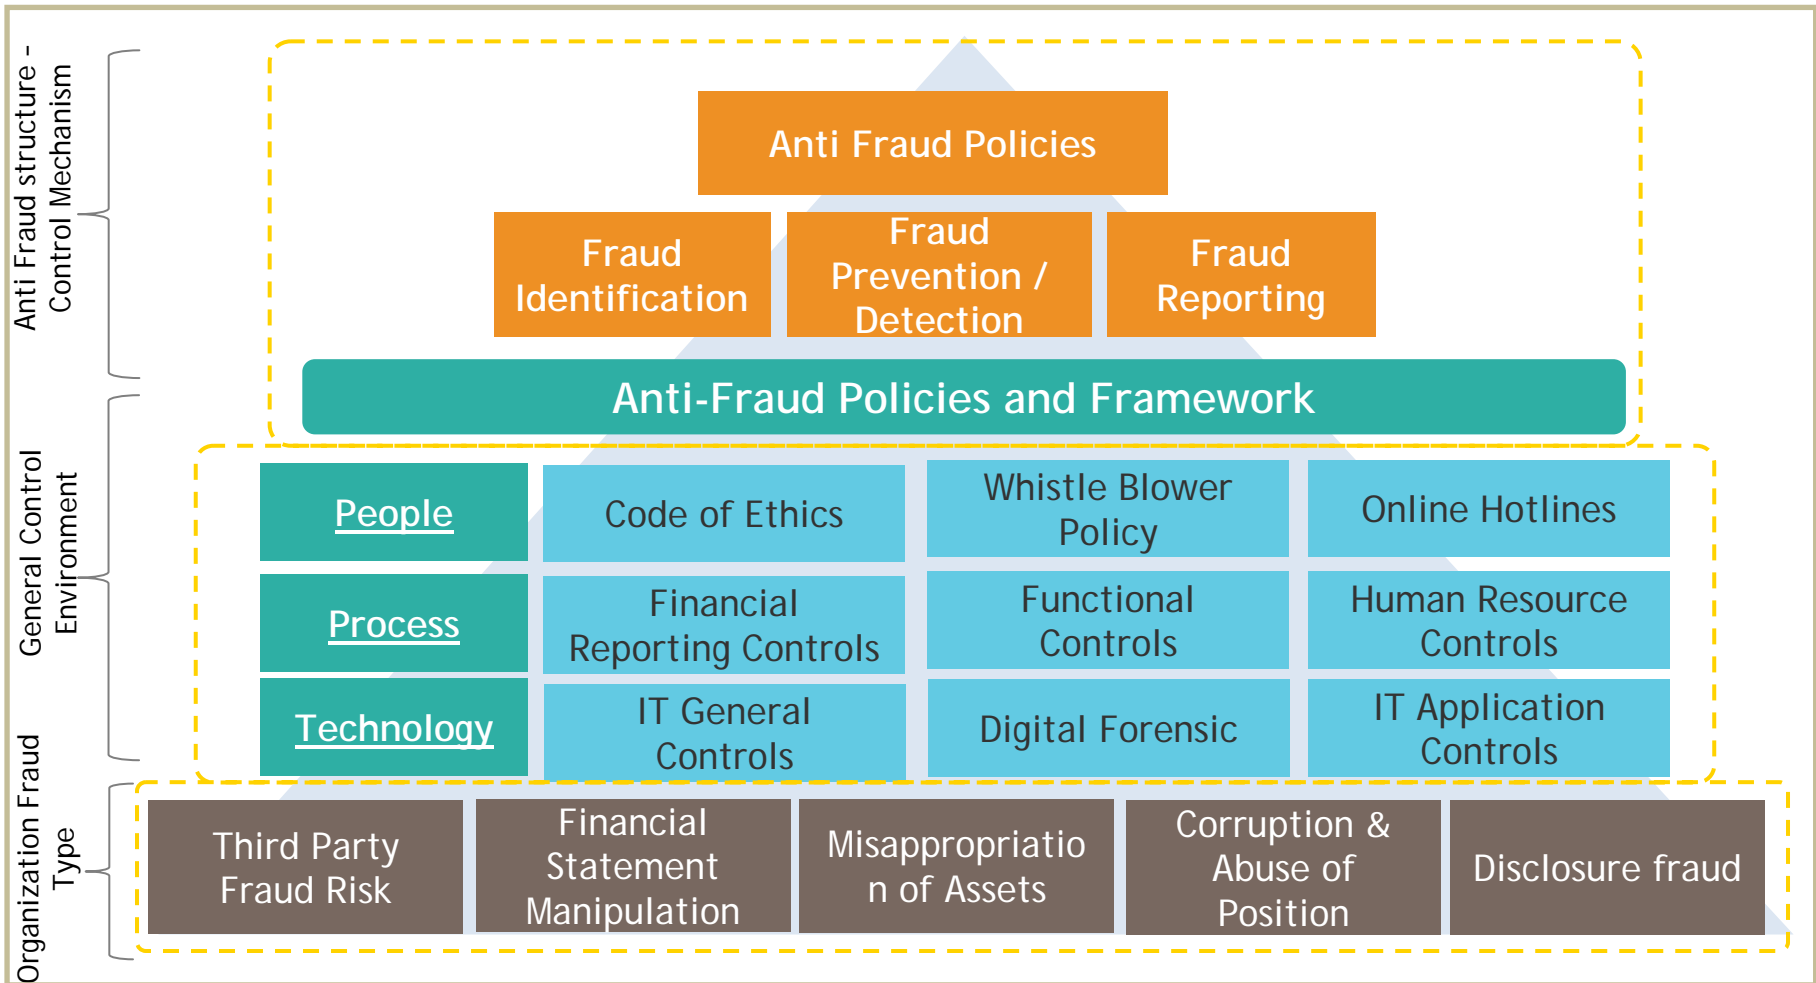 Anti Fraud structure –
Control Mechanism
Anti Fraud Policies
Fraud
Identification
Fraud
Prevention /
Detection
Fraud
Reporting
Anti-Fraud Policies and Framework
General Control
Environment
People
Code of Ethics
Whistle Blower
Policy
Online Hotlines
Process
Financial
Reporting Controls
Functional
Controls
Human Resource
Controls
Technology
IT General
Controls
Digital Forensic
IT Application
Controls
Organization Fraud
Type
Third Party
Fraud Risk
Financial
Statement
Manipulation
Misappropriatio
n of Assets
Corruption &
Abuse of
Position
Disclosure fraud